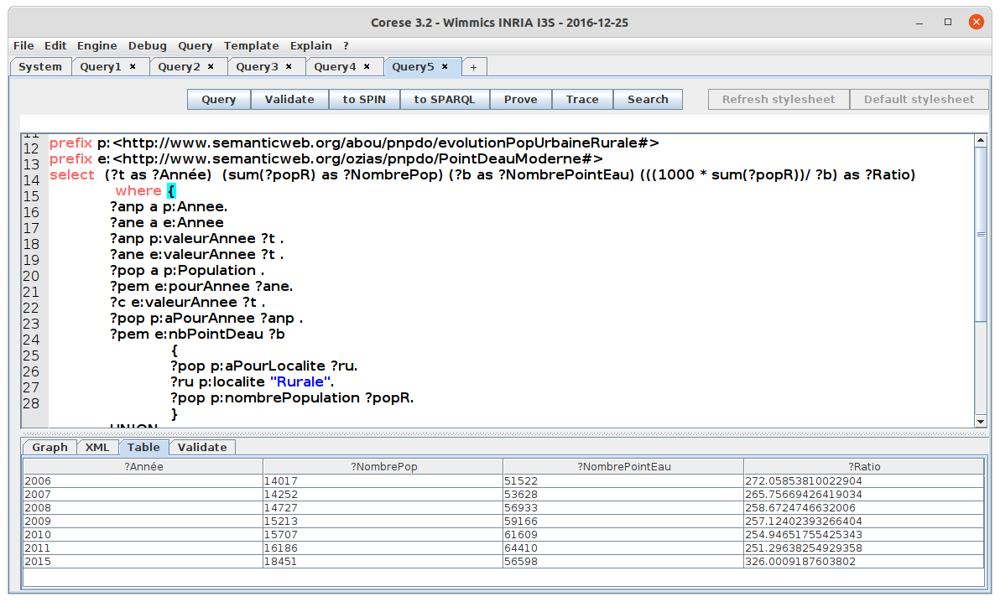 Corese 3.2 - Wimmics INRIA I3S - 2016-12-25
File Edit Engine Debug Query Template Explain ?
System Query1 × Query2 × Query3 × Query4 × Query5 × +
Query Validate to SPIN to SPARQL Prove Trace Search Refresh stylesheet Default stylesheet
11
12 prefix p:<http://www.semanticweb.org/abou/pnpdo/evolutionPopUrbaineRurale#>
13 prefix e:<http://www.semanticweb.org/ozias/pnpdo/PointDeauModerne#>
14 select (?t as ?Année) (sum(?popR) as ?NombrePop) (?b as ?NombrePointEau) (((1000 * sum(?popR))/ ?b) as ?Ratio)
15 where {
16 ?anp a p:Annee.
17 ?ane a e:Annee
18 ?anp p:valeurAnnee ?t .
19 ?ane e:valeurAnnee ?t .
20 ?pop a p:Population .
21 ?pem e:pourAnnee ?ane.
22 ?c e:valeurAnnee ?t .
23 ?pop p:aPourAnnee ?anp .
24 ?pem e:nbPointDeau ?b
25 {
26 ?pop p:aPourLocalite ?ru.
27 ?ru p:localite "Rurale".
28 ?pop p:nombrePopulation ?popR.
}
UNION
Graph XML Table Validate
?Année ?NombrePop ?NombrePointEau ?Ratio
2006 14017 51522 272.05853810022904
2007 14252 53628 265.75669426419034
2008 14727 56933 258.6724746632006
2009 15213 59166 257.12402393266404
2010 15707 61609 254.94651755425343
2011 16186 64410 251.29638254929358
2015 18451 56598 326.0009187603802